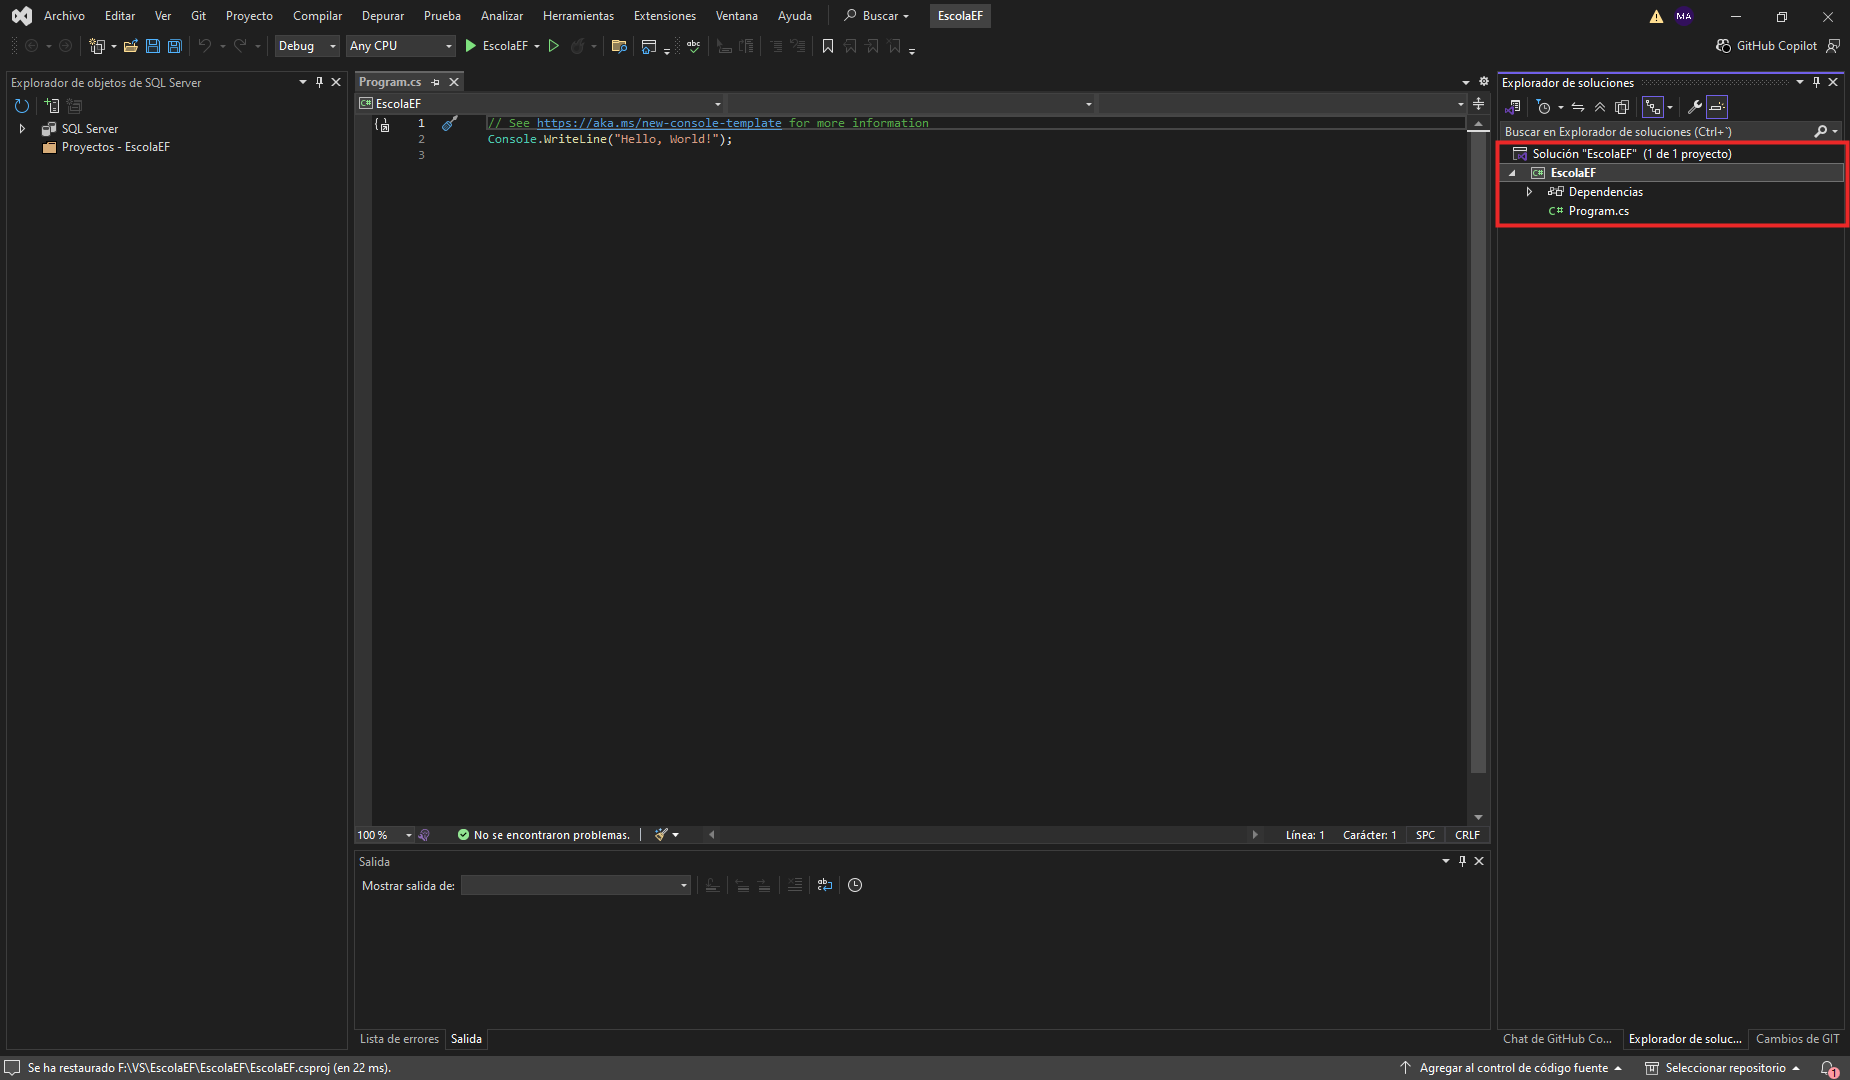 Archivo Editar Ver Git Proyecto Compilar Depurar Prueba Analizar Herramientas Extensiones Ventana Ayuda Buscar EscolaEF MA
Debug Any CPU EscolaEF abc GitHub Copilot
Explorador de objetos de SQL Server
SQL Server
Proyectos - EscolaEF
Program.cs
C# EscolaEF
1 // See https://aka.ms/new-console-template for more information
2 Console.WriteLine("Hello, World!");
3
100 % No se encontraron problemas. Línea: 1 Carácter: 1 SPC CRLF
Salida
Mostrar salida de:
Lista de errores Salida
Explorador de soluciones
Buscar en Explorador de soluciones (Ctrl+`)
Solución "EscolaEF" (1 de 1 proyecto)
C# EscolaEF
Dependencias
C# Program.cs
Chat de GitHub Co... Explorador de soluc... Cambios de GIT
Se ha restaurado F:\VS\EscolaEF\EscolaEF\EscolaEF.csproj (en 22 ms). Agregar al control de código fuente Seleccionar repositorio 1